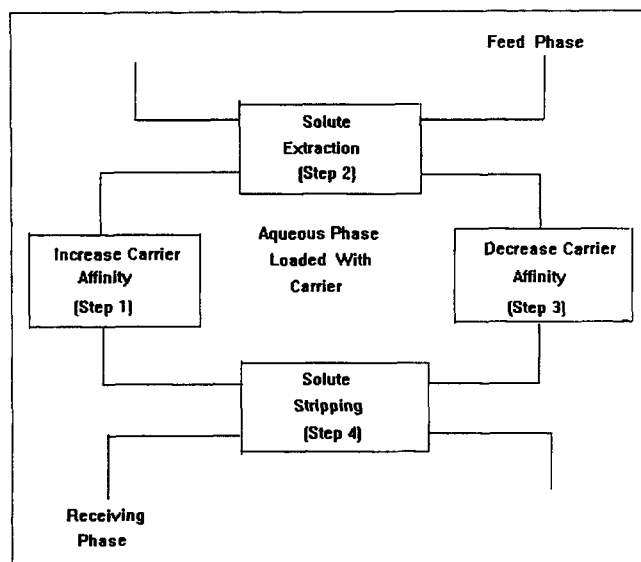 Feed Phase
Solute
Extraction
(Step 2)
Increase Carrier
Affinity
(Step 1)
Aqueous Phase
Loaded With
Carrier
Decrease Carrier
Affinity
(Step 3)
Solute
Stripping
(Step 4)
Receiving
Phase